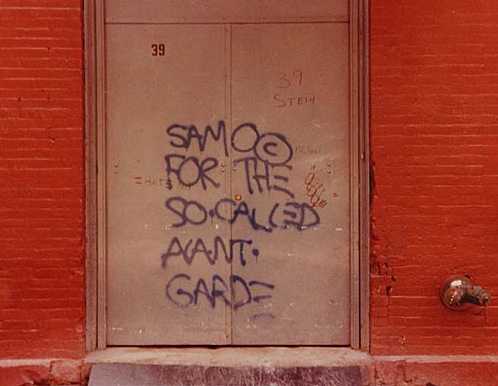 39
39
STEIN
SAMO©
FOR THE
SO·CALLED
AVANT·
GARDE